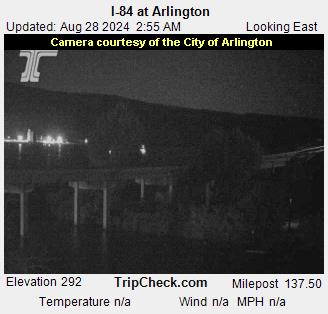 I-84 at Arlington
Updated: Aug 28 2024 2:55 AM Looking East
Camera courtesy of the City of Arlington
Elevation 292 TripCheck.com Milepost 137.50
Temperature n/a Wind n/a MPH n/a